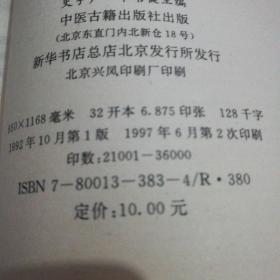 中医古籍出版社出版
(北京东直门内北新仓18号)
新华书店总店北京发行所发行
北京兴凤印刷厂印刷
850×1168毫米 32开本 6.875印张 128千字
1992年10月第1版 1997年6月第2次印刷
印数:21001-36000
ISBN 7-80013-383-4/R·380
定价:10.00元